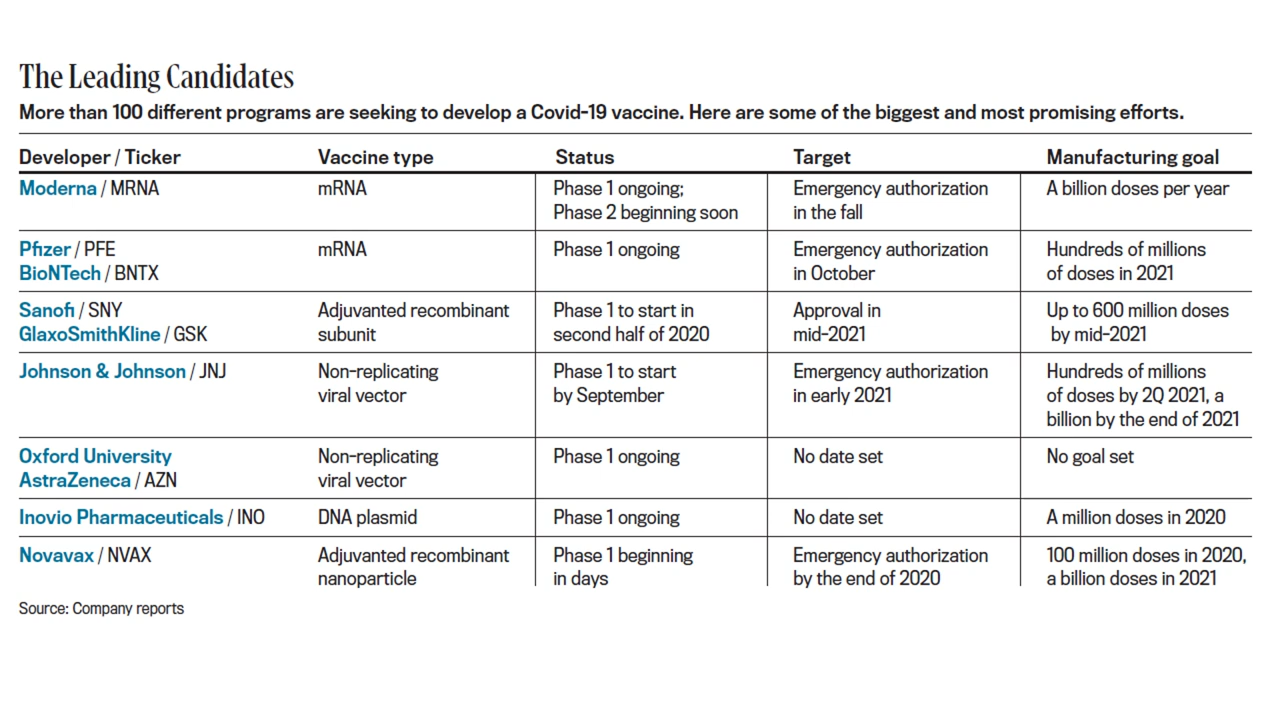 The Leading Candidates
More than 100 different programs are seeking to develop a Covid-19 vaccine. Here are some of the biggest and most promising efforts.
Developer / Ticker Vaccine type Status Target Manufacturing goal
Moderna / MRNA mRNA Phase 1 ongoing; Emergency authorization A billion doses per year
Phase 2 beginning soon in the fall
Pfizer / PFE mRNA Phase 1 ongoing Emergency authorization Hundreds of millions
BioNTech / BNTX in October of doses in 2021
Sanofi / SNY Adjuvanted recombinant Phase 1 to start in Approval in Up to 600 million doses
GlaxoSmithKline / GSK subunit second half of 2020 mid-2021 by mid-2021
Johnson & Johnson / JNJ Non-replicating Phase 1 to start Emergency authorization Hundreds of millions
viral vector by September in early 2021 of doses by 2Q 2021, a
billion by the end of 2021
Oxford University Non-replicating Phase 1 ongoing No date set No goal set
AstraZeneca / AZN viral vector
Inovio Pharmaceuticals / INO DNA plasmid Phase 1 ongoing No date set A million doses in 2020
Novavax / NVAX Adjuvanted recombinant Phase 1 beginning Emergency authorization 100 million doses in 2020,
nanoparticle in days by the end of 2020 a billion doses in 2021
Source: Company reports